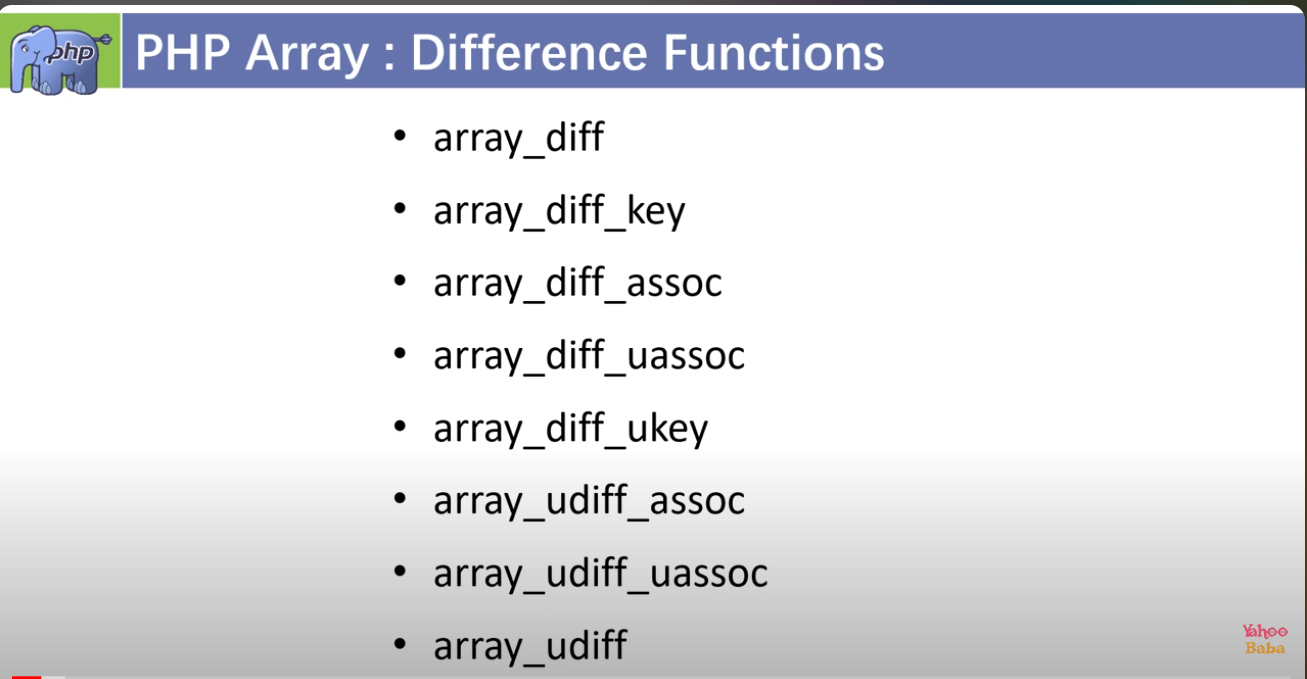 php
PHP Array : Difference Functions
• array_diff
• array_diff_key
• array_diff_assoc
• array_diff_uassoc
• array_diff_ukey
• array_udiff_assoc
• array_udiff_uassoc
• array_udiff
Yahoo
Baba